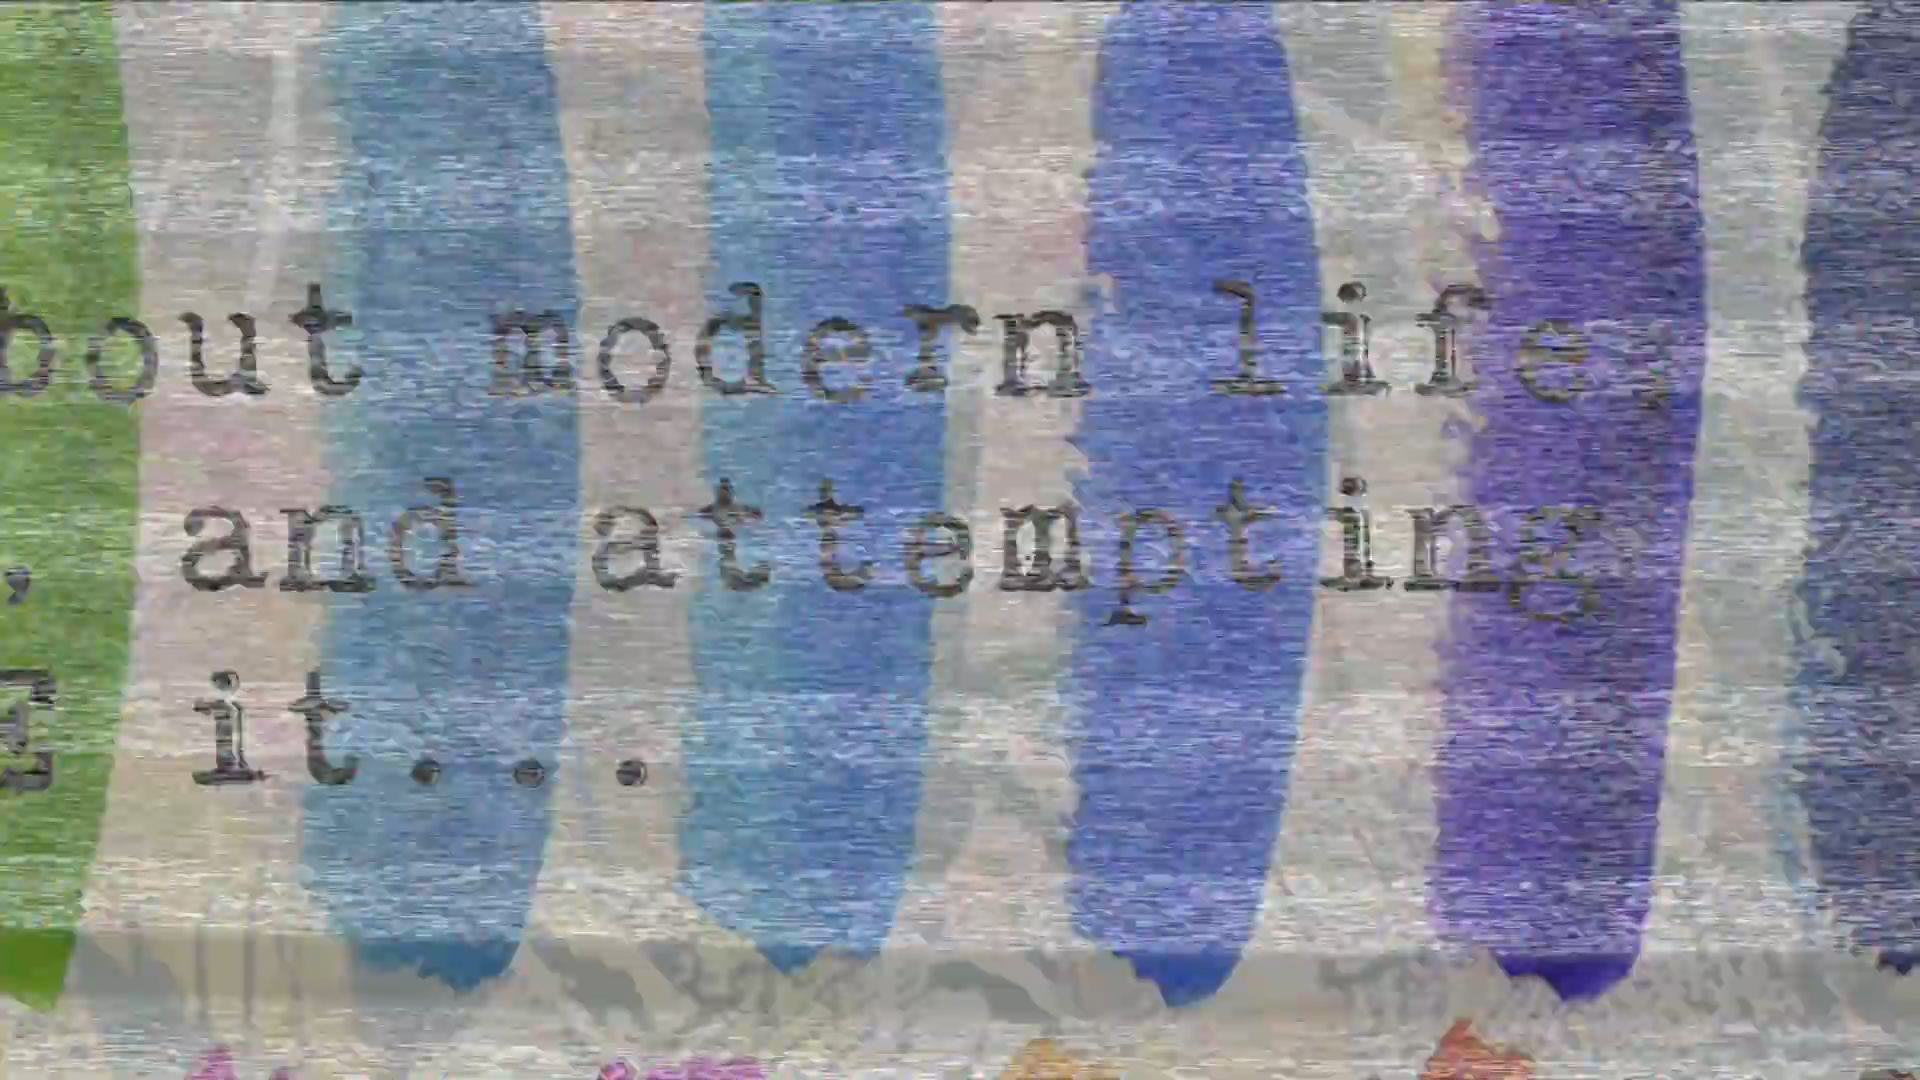 bout modern life,
, and attempting
it...